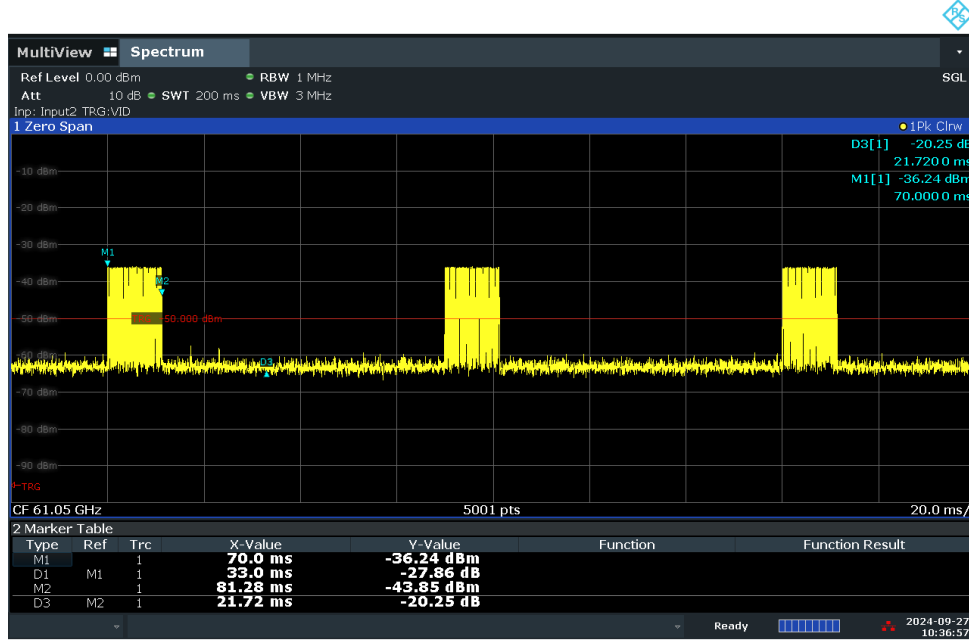 R S
MultiView Spectrum
Ref Level 0.00 dBm RBW 1 MHz SGL
Att 10 dB SWT 200 ms VBW 3 MHz
Inp: Input2 TRG:VID
1 Zero Span 1Pk Clrw
D3[1] -20.25 dB
21.7200 ms
M1[1] -36.24 dBm
70.0000 ms
-10 dBm
-20 dBm
-30 dBm
M1
-40 dBm M2
-50 dBm -50.000 dBm
-60 dBm D3
-70 dBm
-80 dBm
-90 dBm
TRG
CF 61.05 GHz 5001 pts 20.0 ms/
2 Marker Table
Type Ref Trc X-Value Y-Value Function Function Result
M1 1 70.0 ms -36.24 dBm
D1 M1 1 33.0 ms -27.86 dB
M2 1 81.28 ms -43.85 dBm
D3 M2 1 21.72 ms -20.25 dB
Ready 2024-09-27
10:36:57